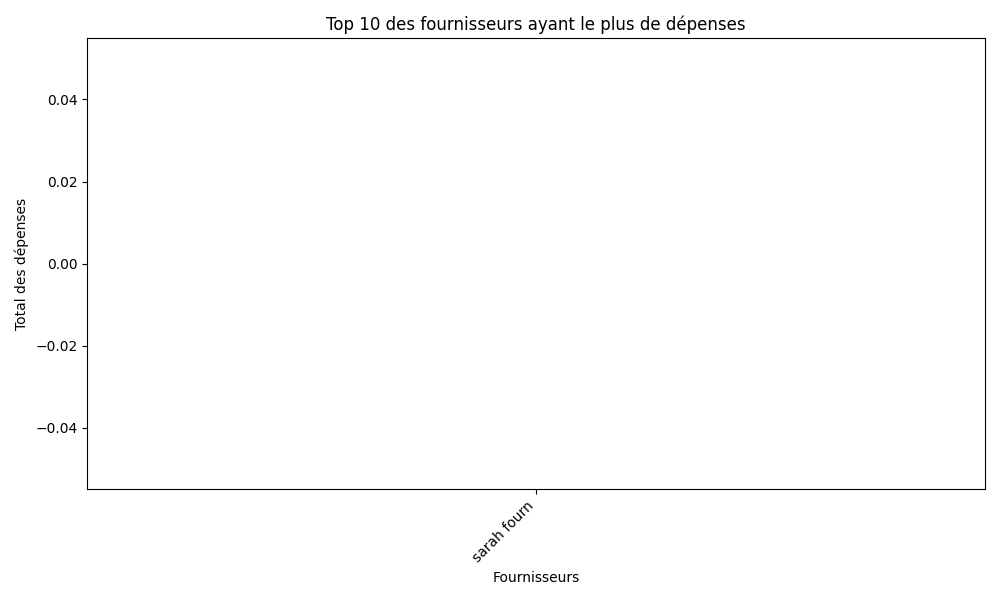 Top 10 des fournisseurs ayant le plus de dépenses
Total des dépenses
0.04
0.02
0.00
−0.02
−0.04
sarah fourn
Fournisseurs